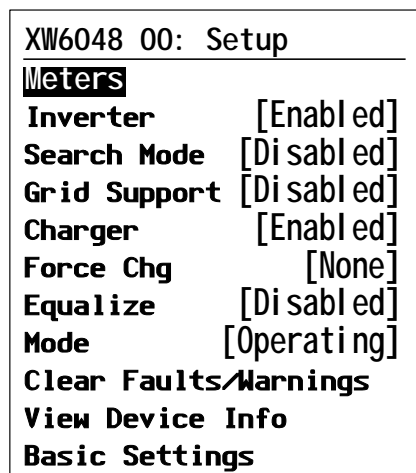 XW6048 00: Setup
Meters
Inverter [Enabled]
Search Mode [Disabled]
Grid Support [Disabled]
Charger [Enabled]
Force Chg [None]
Equalize [Disabled]
Mode [Operating]
Clear Faults/Warnings
View Device Info
Basic Settings